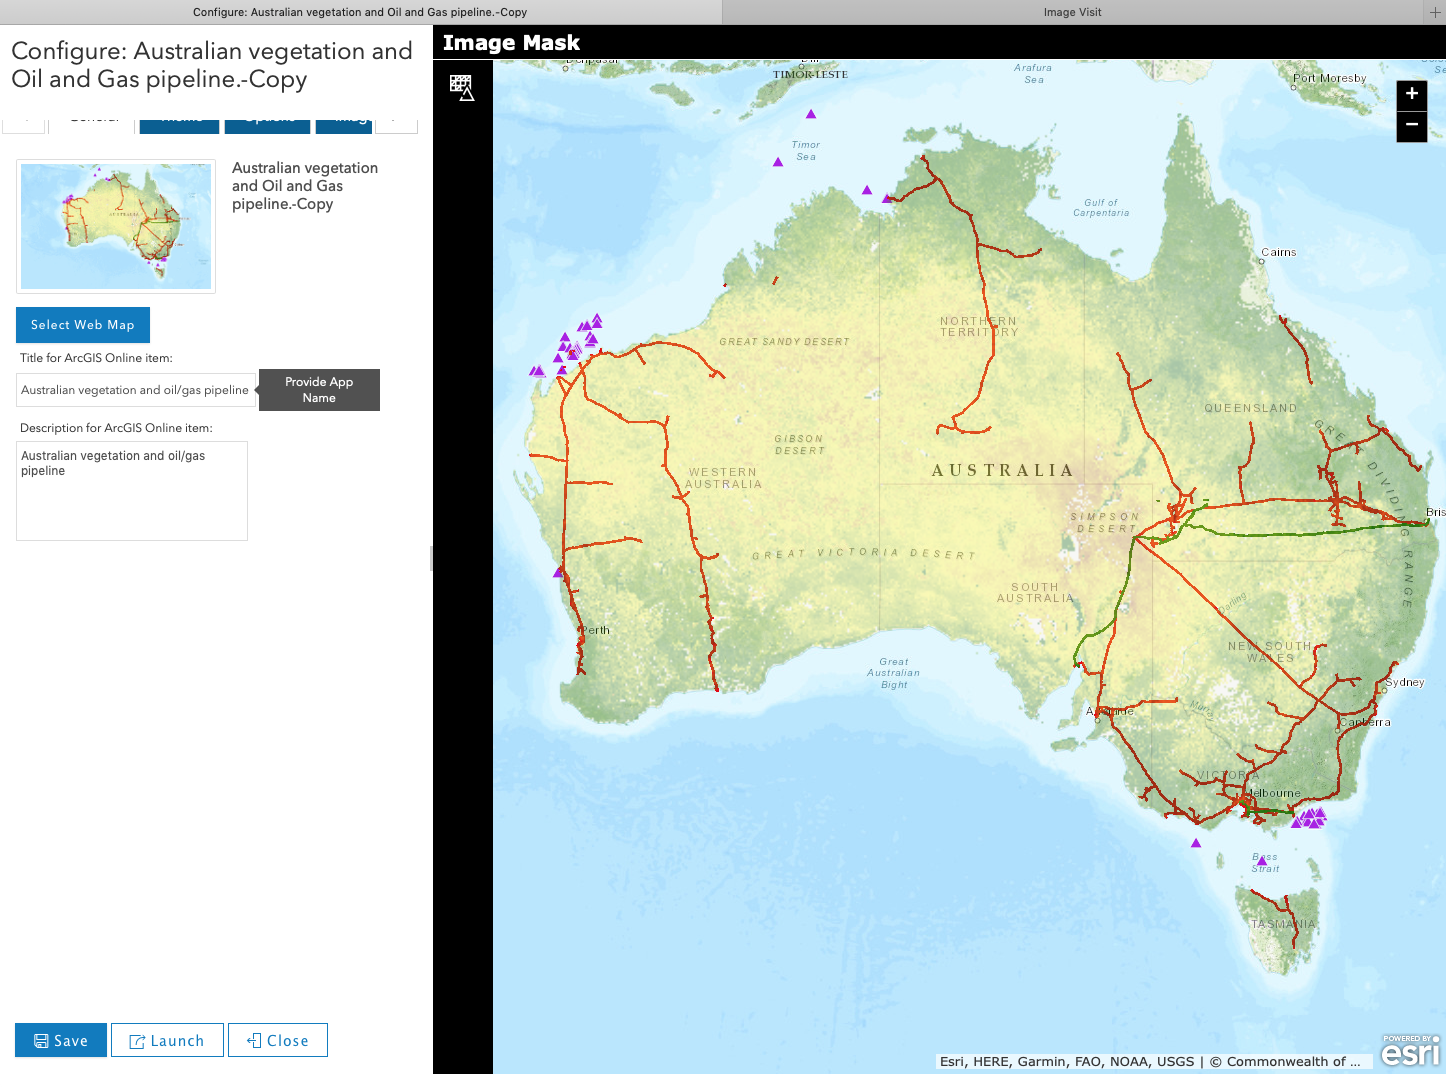 Configure: Australian vegetation and Oil and Gas pipeline.-Copy
Image Visit
Configure: Australian vegetation and
Oil and Gas pipeline.-Copy
Australian vegetation
and Oil and Gas
pipeline.-Copy
AUSTRALIA
Select Web Map
Title for ArcGIS Online item:
Australian vegetation and oil/gas pipeline
Provide App
Name
Description for ArcGIS Online item:
Australian vegetation and oil/gas
pipeline
Save
Launch
Close
Image Mask
+
−
TIMOR-LESTE
Arafura
Sea
Port Moresby
Timor
Sea
Gulf of
Carpentaria
Cairns
NORTHERN
TERRITORY
GREAT SANDY DESERT
QUEENSLAND
GREAT DIVIDING RANGE
GIBSON
DESERT
WESTERN
AUSTRALIA
AUSTRALIA
SIMPSON
DESERT
Bris
GREAT VICTORIA DESERT
SOUTH
AUSTRALIA
Darling
Perth
NEW SOUTH
WALES
Great
Australian
Bight
Sydney
Murray
Adelaide
Canberra
VICTORIA
Melbourne
Bass
Strait
TASMANIA
POWERED BY
esri
Esri, HERE, Garmin, FAO, NOAA, USGS | © Commonwealth of ...